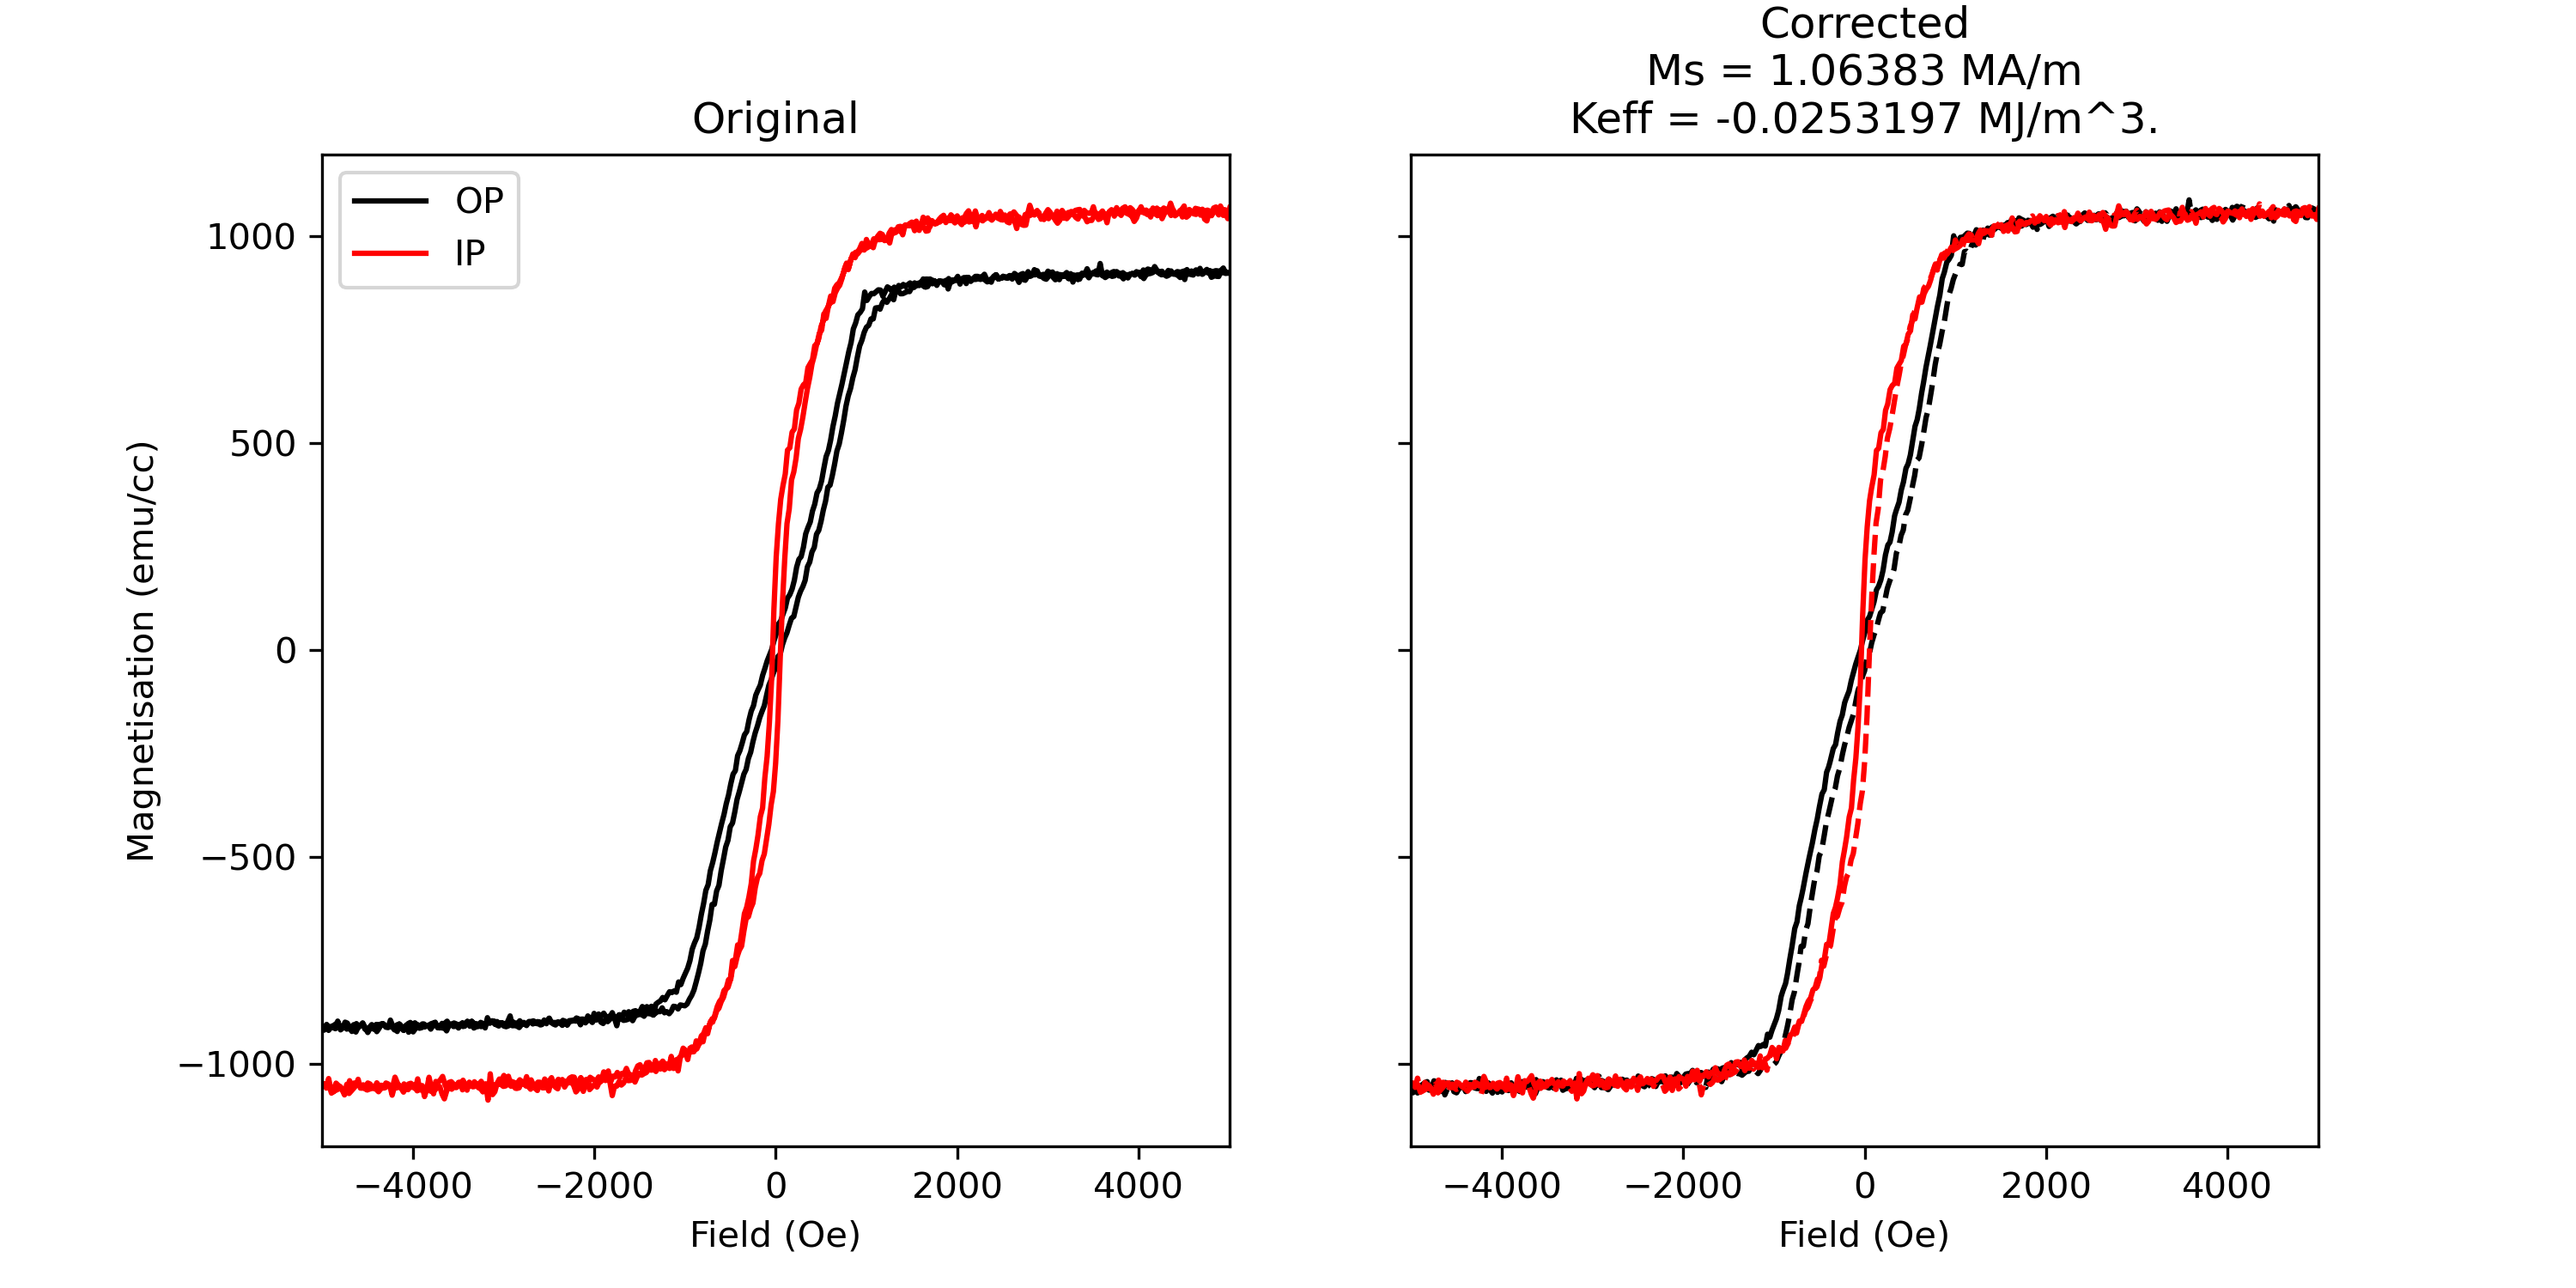 Original
OP
IP
1000
500
0
−500
−1000
Magnetisation (emu/cc)
−4000 −2000 0 2000 4000
Field (Oe)
Corrected
Ms = 1.06383 MA/m
Keff = -0.0253197 MJ/m^3.
−4000 −2000 0 2000 4000
Field (Oe)